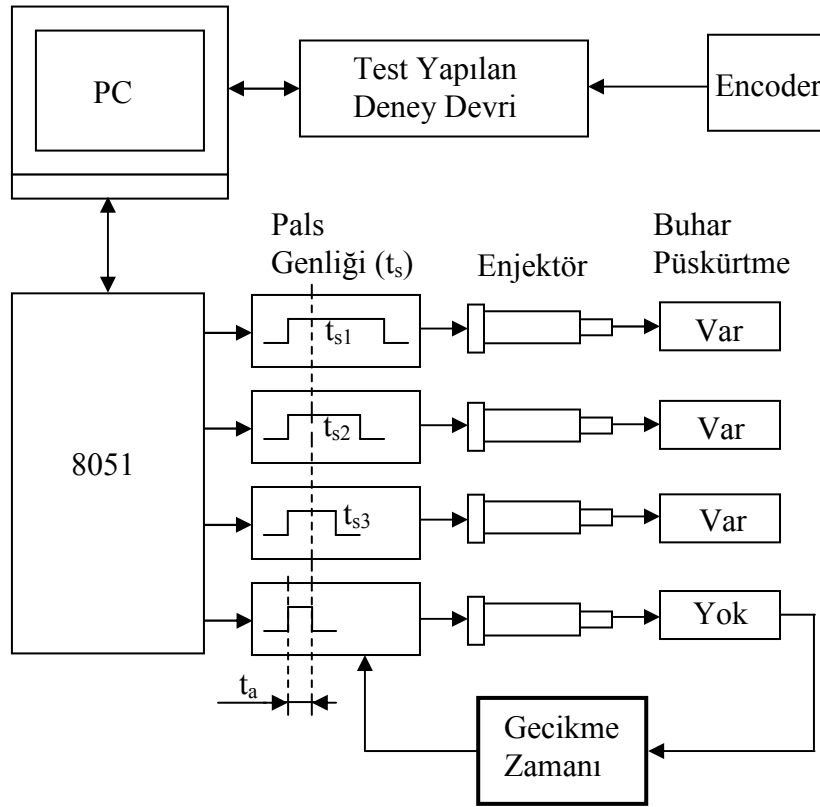 PC
Test Yapılan
Deney Devri
Encoder
Pals
Genliği (ts)
Enjektör
Buhar
Püskürtme
8051
ts1
Var
ts2
Var
ts3
Var
Yok
ta
Gecikme
Zamanı